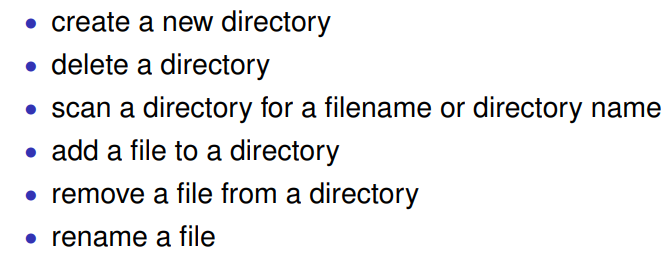 • create a new directory
• delete a directory
• scan a directory for a filename or directory name
• add a file to a directory
• remove a file from a directory
• rename a file